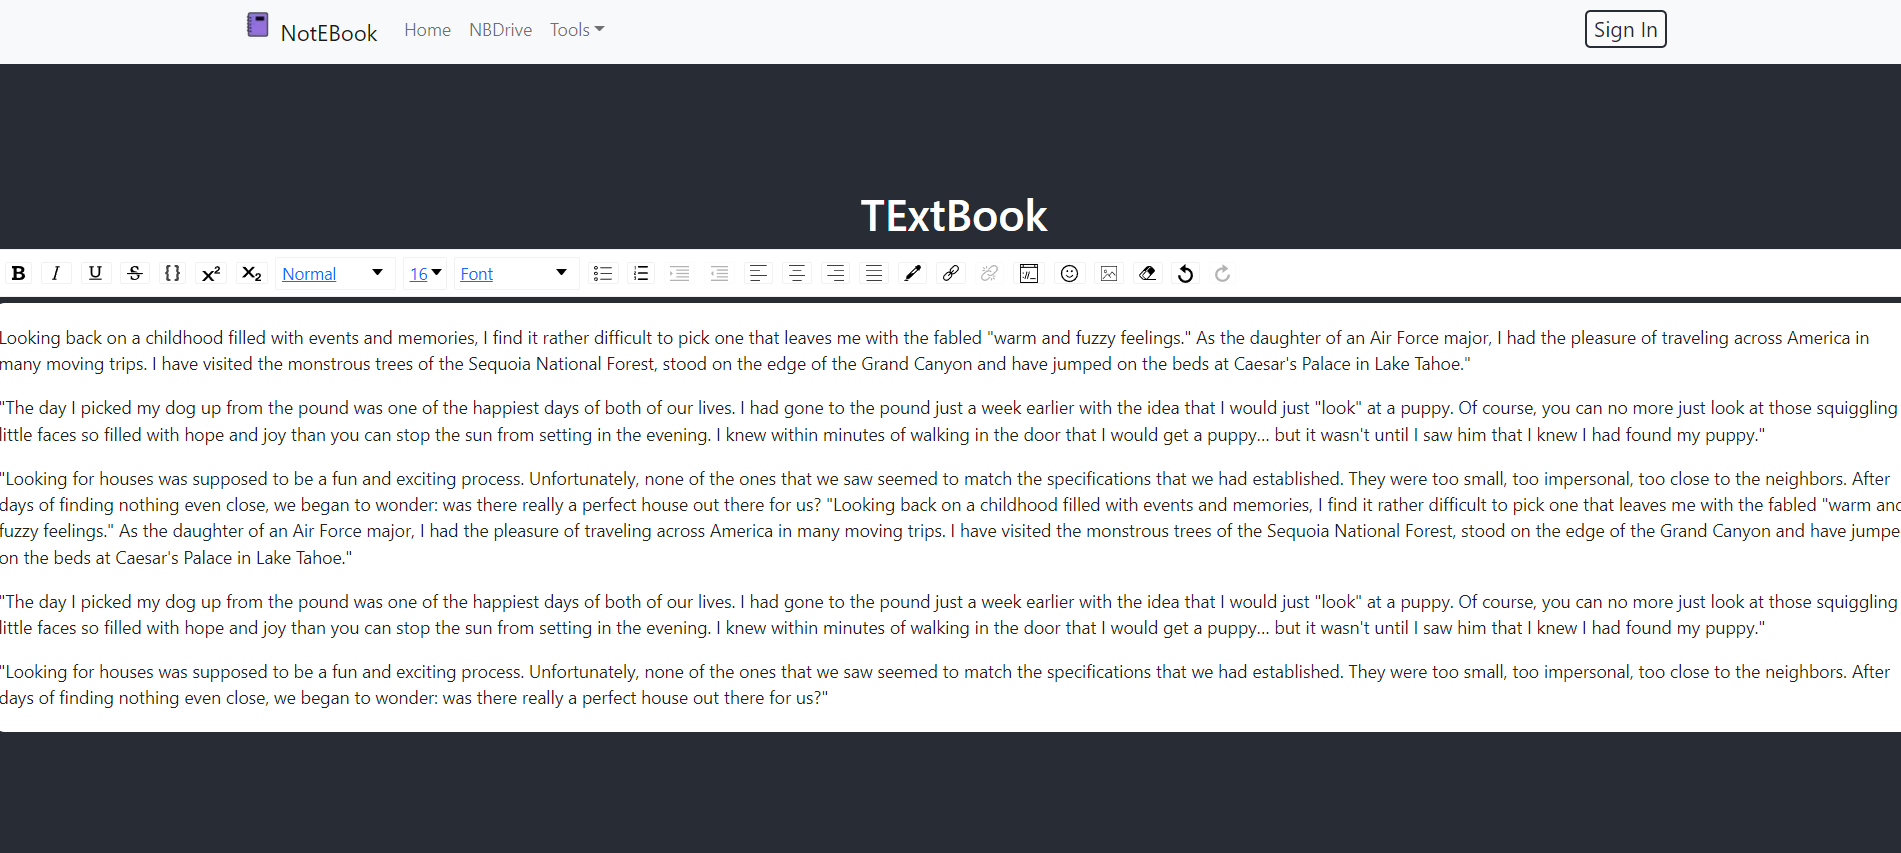 NotEBook Home NBDrive Tools Sign In
TExtBook
B I U S {} x² X₂ Normal 16 Font
Looking back on a childhood filled with events and memories, I find it rather difficult to pick one that leaves me with the fabled "warm and fuzzy feelings." As the daughter of an Air Force major, I had the pleasure of traveling across America in
many moving trips. I have visited the monstrous trees of the Sequoia National Forest, stood on the edge of the Grand Canyon and have jumped on the beds at Caesar's Palace in Lake Tahoe."
"The day I picked my dog up from the pound was one of the happiest days of both of our lives. I had gone to the pound just a week earlier with the idea that I would just "look" at a puppy. Of course, you can no more just look at those squiggling
little faces so filled with hope and joy than you can stop the sun from setting in the evening. I knew within minutes of walking in the door that I would get a puppy... but it wasn't until I saw him that I knew I had found my puppy."
"Looking for houses was supposed to be a fun and exciting process. Unfortunately, none of the ones that we saw seemed to match the specifications that we had established. They were too small, too impersonal, too close to the neighbors. After
days of finding nothing even close, we began to wonder: was there really a perfect house out there for us? "Looking back on a childhood filled with events and memories, I find it rather difficult to pick one that leaves me with the fabled "warm and
fuzzy feelings." As the daughter of an Air Force major, I had the pleasure of traveling across America in many moving trips. I have visited the monstrous trees of the Sequoia National Forest, stood on the edge of the Grand Canyon and have jumpe
on the beds at Caesar's Palace in Lake Tahoe."
"The day I picked my dog up from the pound was one of the happiest days of both of our lives. I had gone to the pound just a week earlier with the idea that I would just "look" at a puppy. Of course, you can no more just look at those squiggling
little faces so filled with hope and joy than you can stop the sun from setting in the evening. I knew within minutes of walking in the door that I would get a puppy... but it wasn't until I saw him that I knew I had found my puppy."
"Looking for houses was supposed to be a fun and exciting process. Unfortunately, none of the ones that we saw seemed to match the specifications that we had established. They were too small, too impersonal, too close to the neighbors. After
days of finding nothing even close, we began to wonder: was there really a perfect house out there for us?"